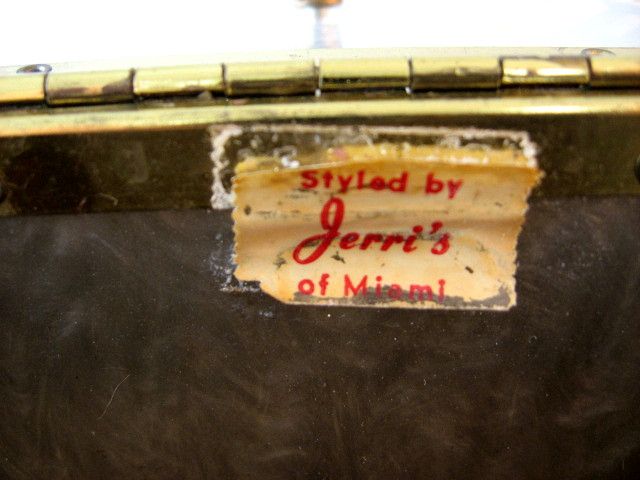 Styled by
Jerri's
of Miami